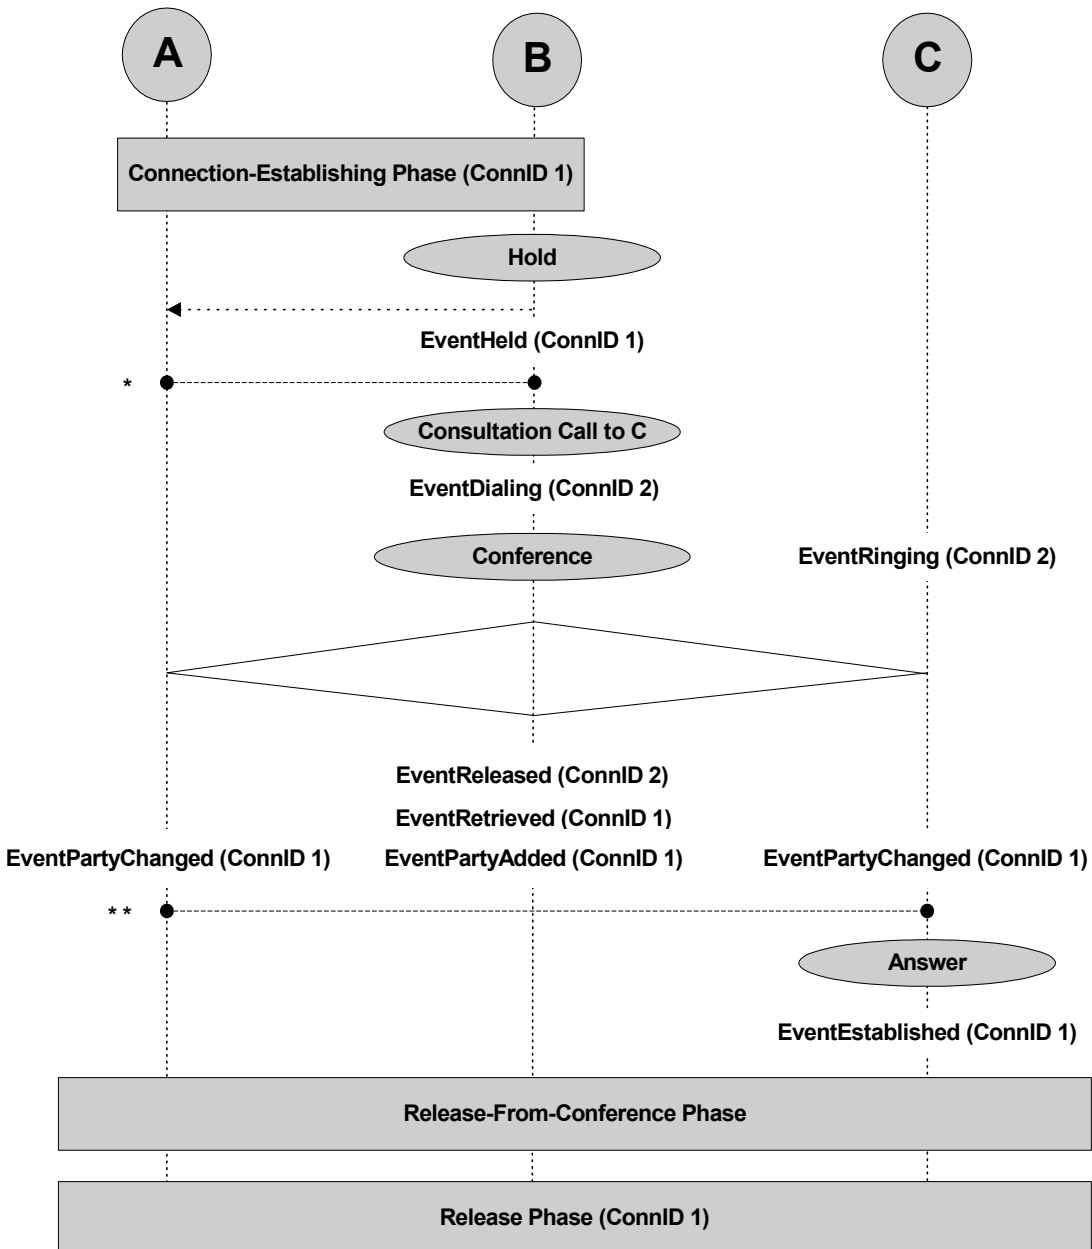 A
B
C
Connection-Establishing Phase (ConnID 1)
Hold
EventHeld (ConnID 1)
*
Consultation Call to C
EventDialing (ConnID 2)
Conference
EventRinging (ConnID 2)
EventReleased (ConnID 2)
EventRetrieved (ConnID 1)
EventPartyChanged (ConnID 1)
EventPartyAdded (ConnID 1)
EventPartyChanged (ConnID 1)
* *
Answer
EventEstablished (ConnID 1)
Release-From-Conference Phase
Release Phase (ConnID 1)